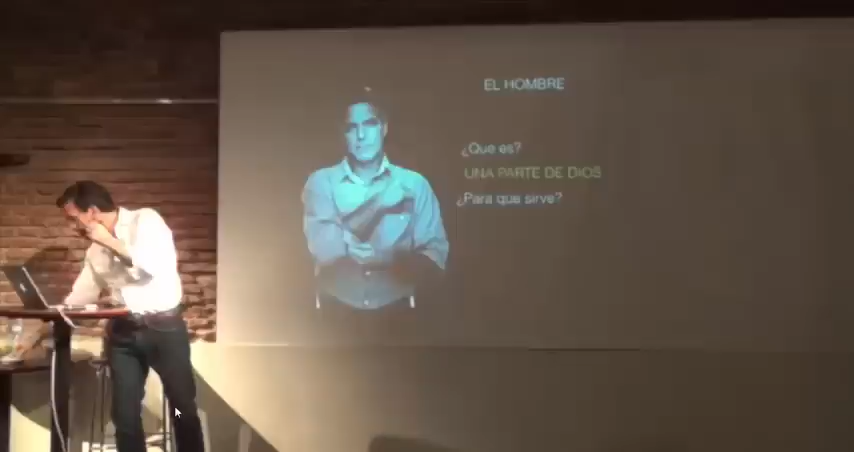 EL HOMBRE
¿Que es?
UNA PARTE DE DIOS
¿Para que sirve?